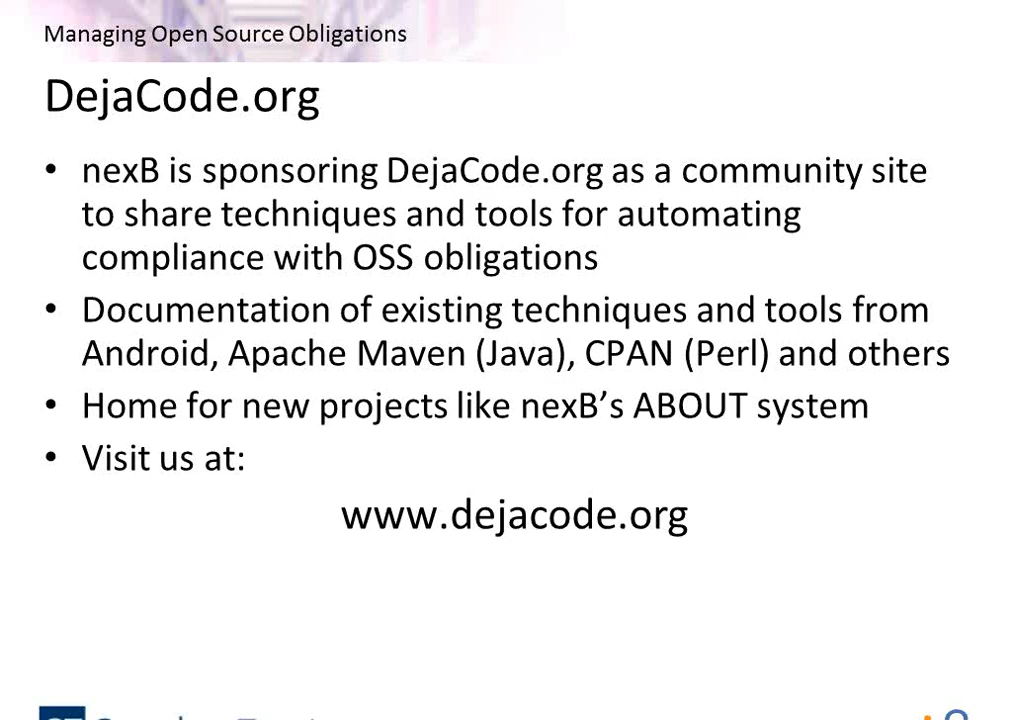 Managing Open Source Obligations
DejaCode.org
• nexB is sponsoring DejaCode.org as a community site
to share techniques and tools for automating
compliance with OSS obligations
• Documentation of existing techniques and tools from
Android, Apache Maven (Java), CPAN (Perl) and others
• Home for new projects like nexB’s ABOUT system
• Visit us at:
www.dejacode.org